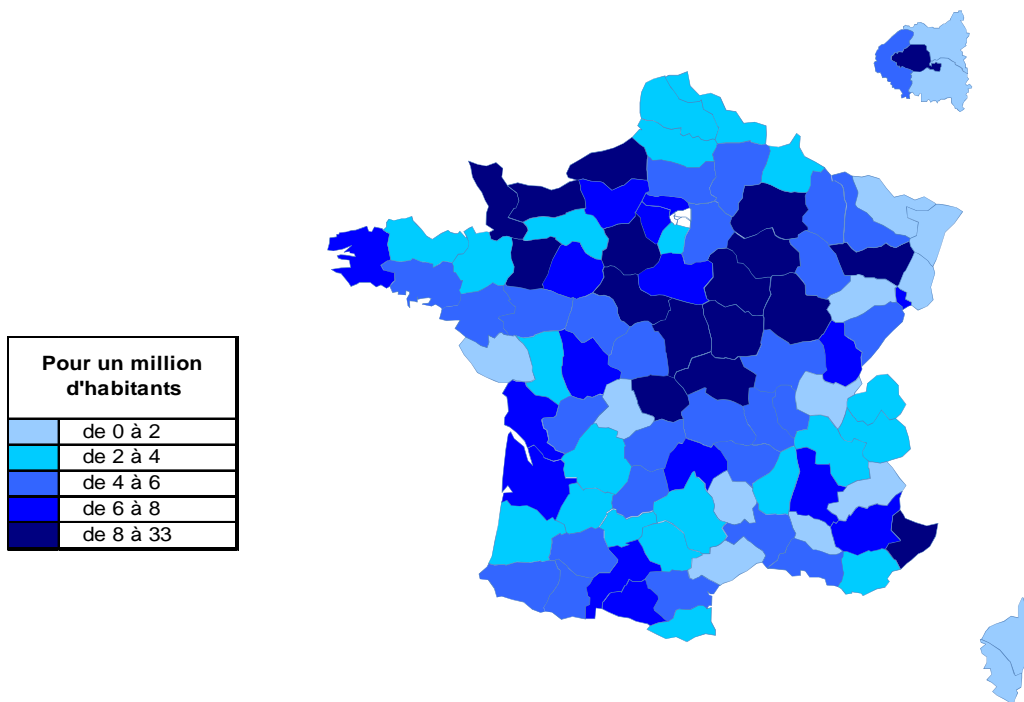 Pour un million
d'habitants
de 0 à 2
de 2 à 4
de 4 à 6
de 6 à 8
de 8 à 33